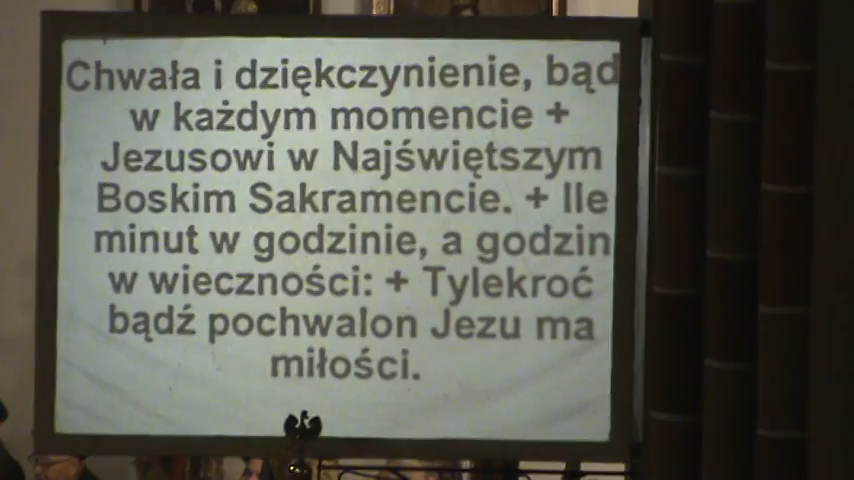 Chwała i dziękczynienie, bąd
w każdym momencie +
Jezusowi w Najświętszym
Boskim Sakramencie. + Ile
minut w godzinie, a godzin
w wieczności: + Tylekroć
bądź pochwalon Jezu ma
miłości.